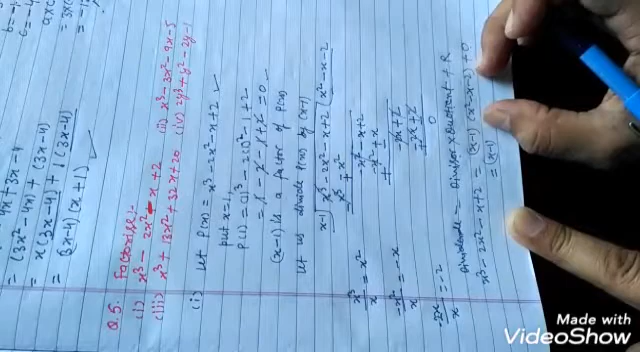 = (3x² - 4x) + (3x - 4)
= x(3x - 4) + 1(3x - 4)
= (3x - 4)(x + 1)
Q.5. Factorise:-
(i) x³ - 2x² - x + 2 (ii) x³ - 3x² - 9x - 5
(iii) x³ + 13x² + 32x + 20 (iv) 2y³ + y² - 2y - 1
(i) Let P(x) = x³ - 2x² - x + 2
put x = 1,
P(1) = (1)³ - 2(1)² - 1 + 2
= 1 - 2 - 1 + 2 = 0
(x - 1) is a factor of P(x)
Let us divide P(x) by (x - 1)
x-1 x³ - 2x² - x + 2 x² - x - 2
x³ - x²
- +
x³/x = x²
-x² - x + 2
-x² + x
+ -
-x²/x = -x
-2x + 2
-2x + 2
+ -
0
-2x/x = -2
Dividend = Divisor × Quotient + R
x³ - 2x² - x + 2 = (x - 1) (x² - x - 2) + 0
= (x - 1)
Made with
VideoShow